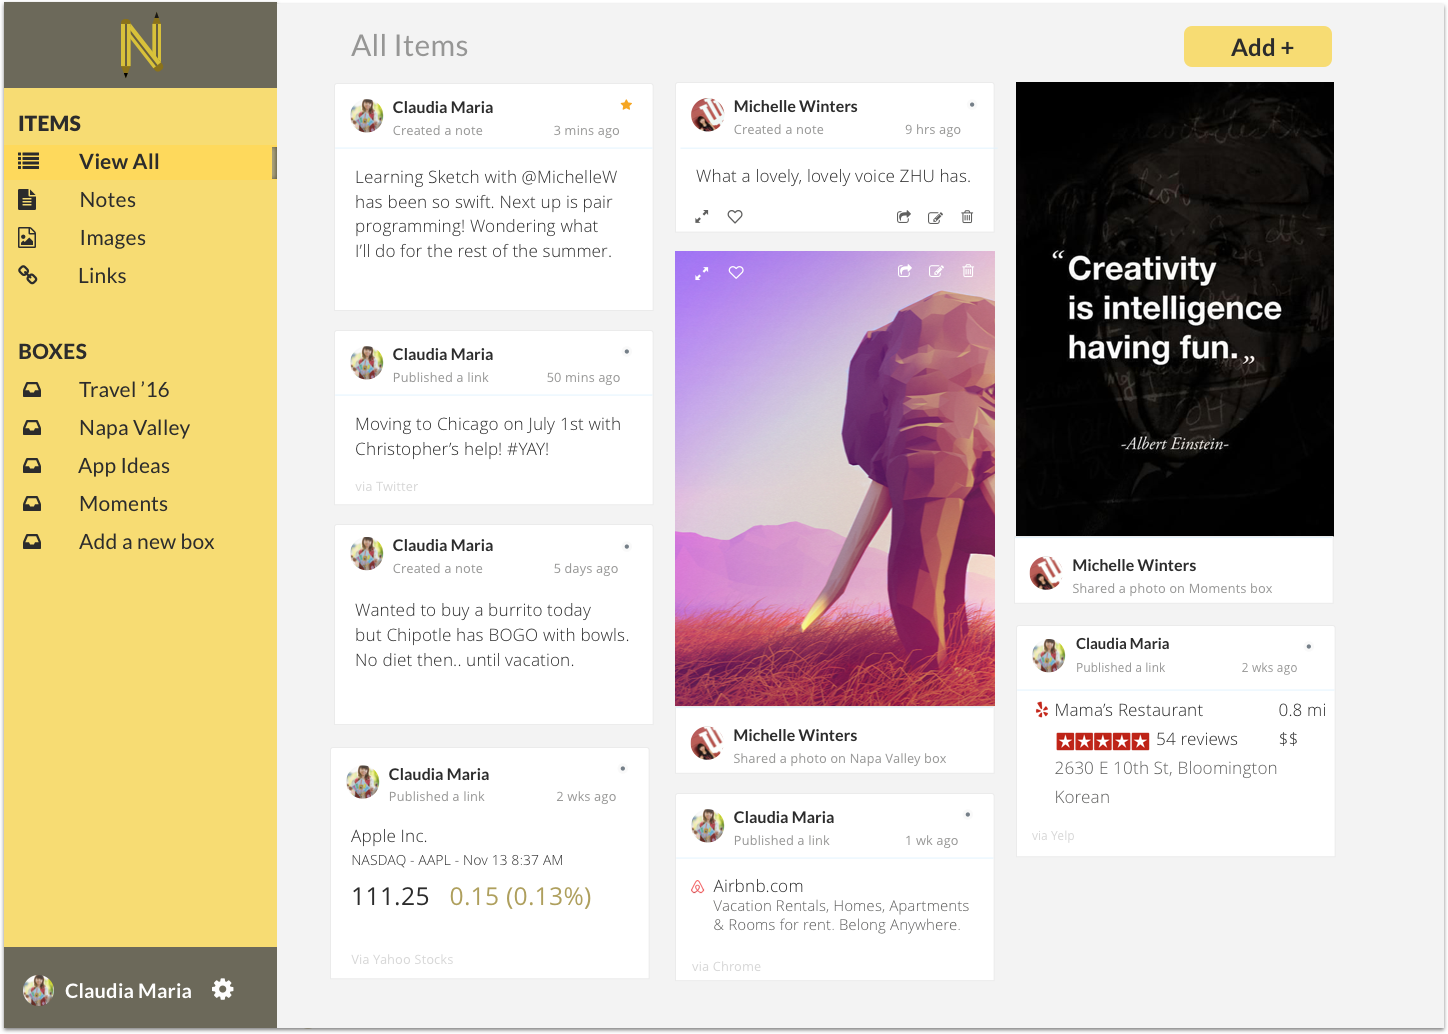 N
ITEMS
View All
Notes
Images
Links
BOXES
Travel ’16
Napa Valley
App Ideas
Moments
Add a new box
Claudia Maria
All Items
Add +
Claudia Maria
Created a note 3 mins ago
Learning Sketch with @MichelleW
has been so swift. Next up is pair
programming! Wondering what
I’ll do for the rest of the summer.
Claudia Maria
Published a link 50 mins ago
Moving to Chicago on July 1st with
Christopher’s help! #YAY!
via Twitter
Claudia Maria
Created a note 5 days ago
Wanted to buy a burrito today
but Chipotle has BOGO with bowls.
No diet then.. until vacation.
Claudia Maria
Published a link 2 wks ago
Apple Inc.
NASDAQ - AAPL - Nov 13 8:37 AM
111.25 0.15 (0.13%)
Via Yahoo Stocks
Michelle Winters
Created a note 9 hrs ago
What a lovely, lovely voice ZHU has.
Michelle Winters
Shared a photo on Napa Valley box
Claudia Maria
Published a link 1 wk ago
Airbnb.com
Vacation Rentals, Homes, Apartments
& Rooms for rent. Belong Anywhere.
via Chrome
“Creativity
is intelligence
having fun.”
-Albert Einstein-
Michelle Winters
Shared a photo on Moments box
Claudia Maria
Published a link 2 wks ago
Mama’s Restaurant 0.8 mi
54 reviews $$
2630 E 10th St, Bloomington
Korean
via Yelp